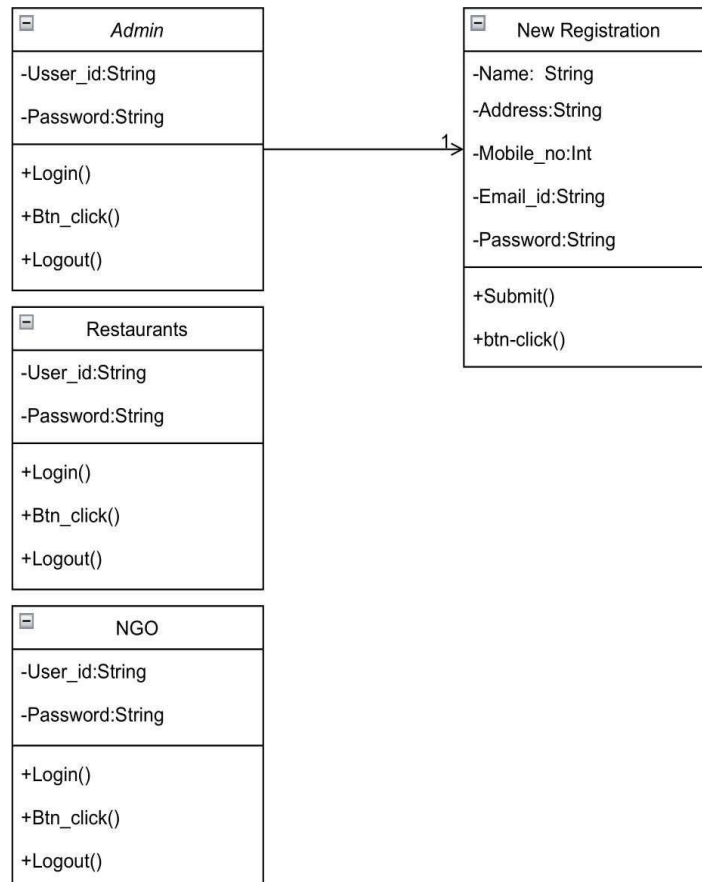 Admin
-Usser_id:String
-Password:String
+Login()
+Btn_click()
+Logout()
1
New Registration
-Name: String
-Address:String
-Mobile_no:Int
-Email_id:String
-Password:String
+Submit()
+btn-click()
Restaurants
-User_id:String
-Password:String
+Login()
+Btn_click()
+Logout()
NGO
-User_id:String
-Password:String
+Login()
+Btn_click()
+Logout()